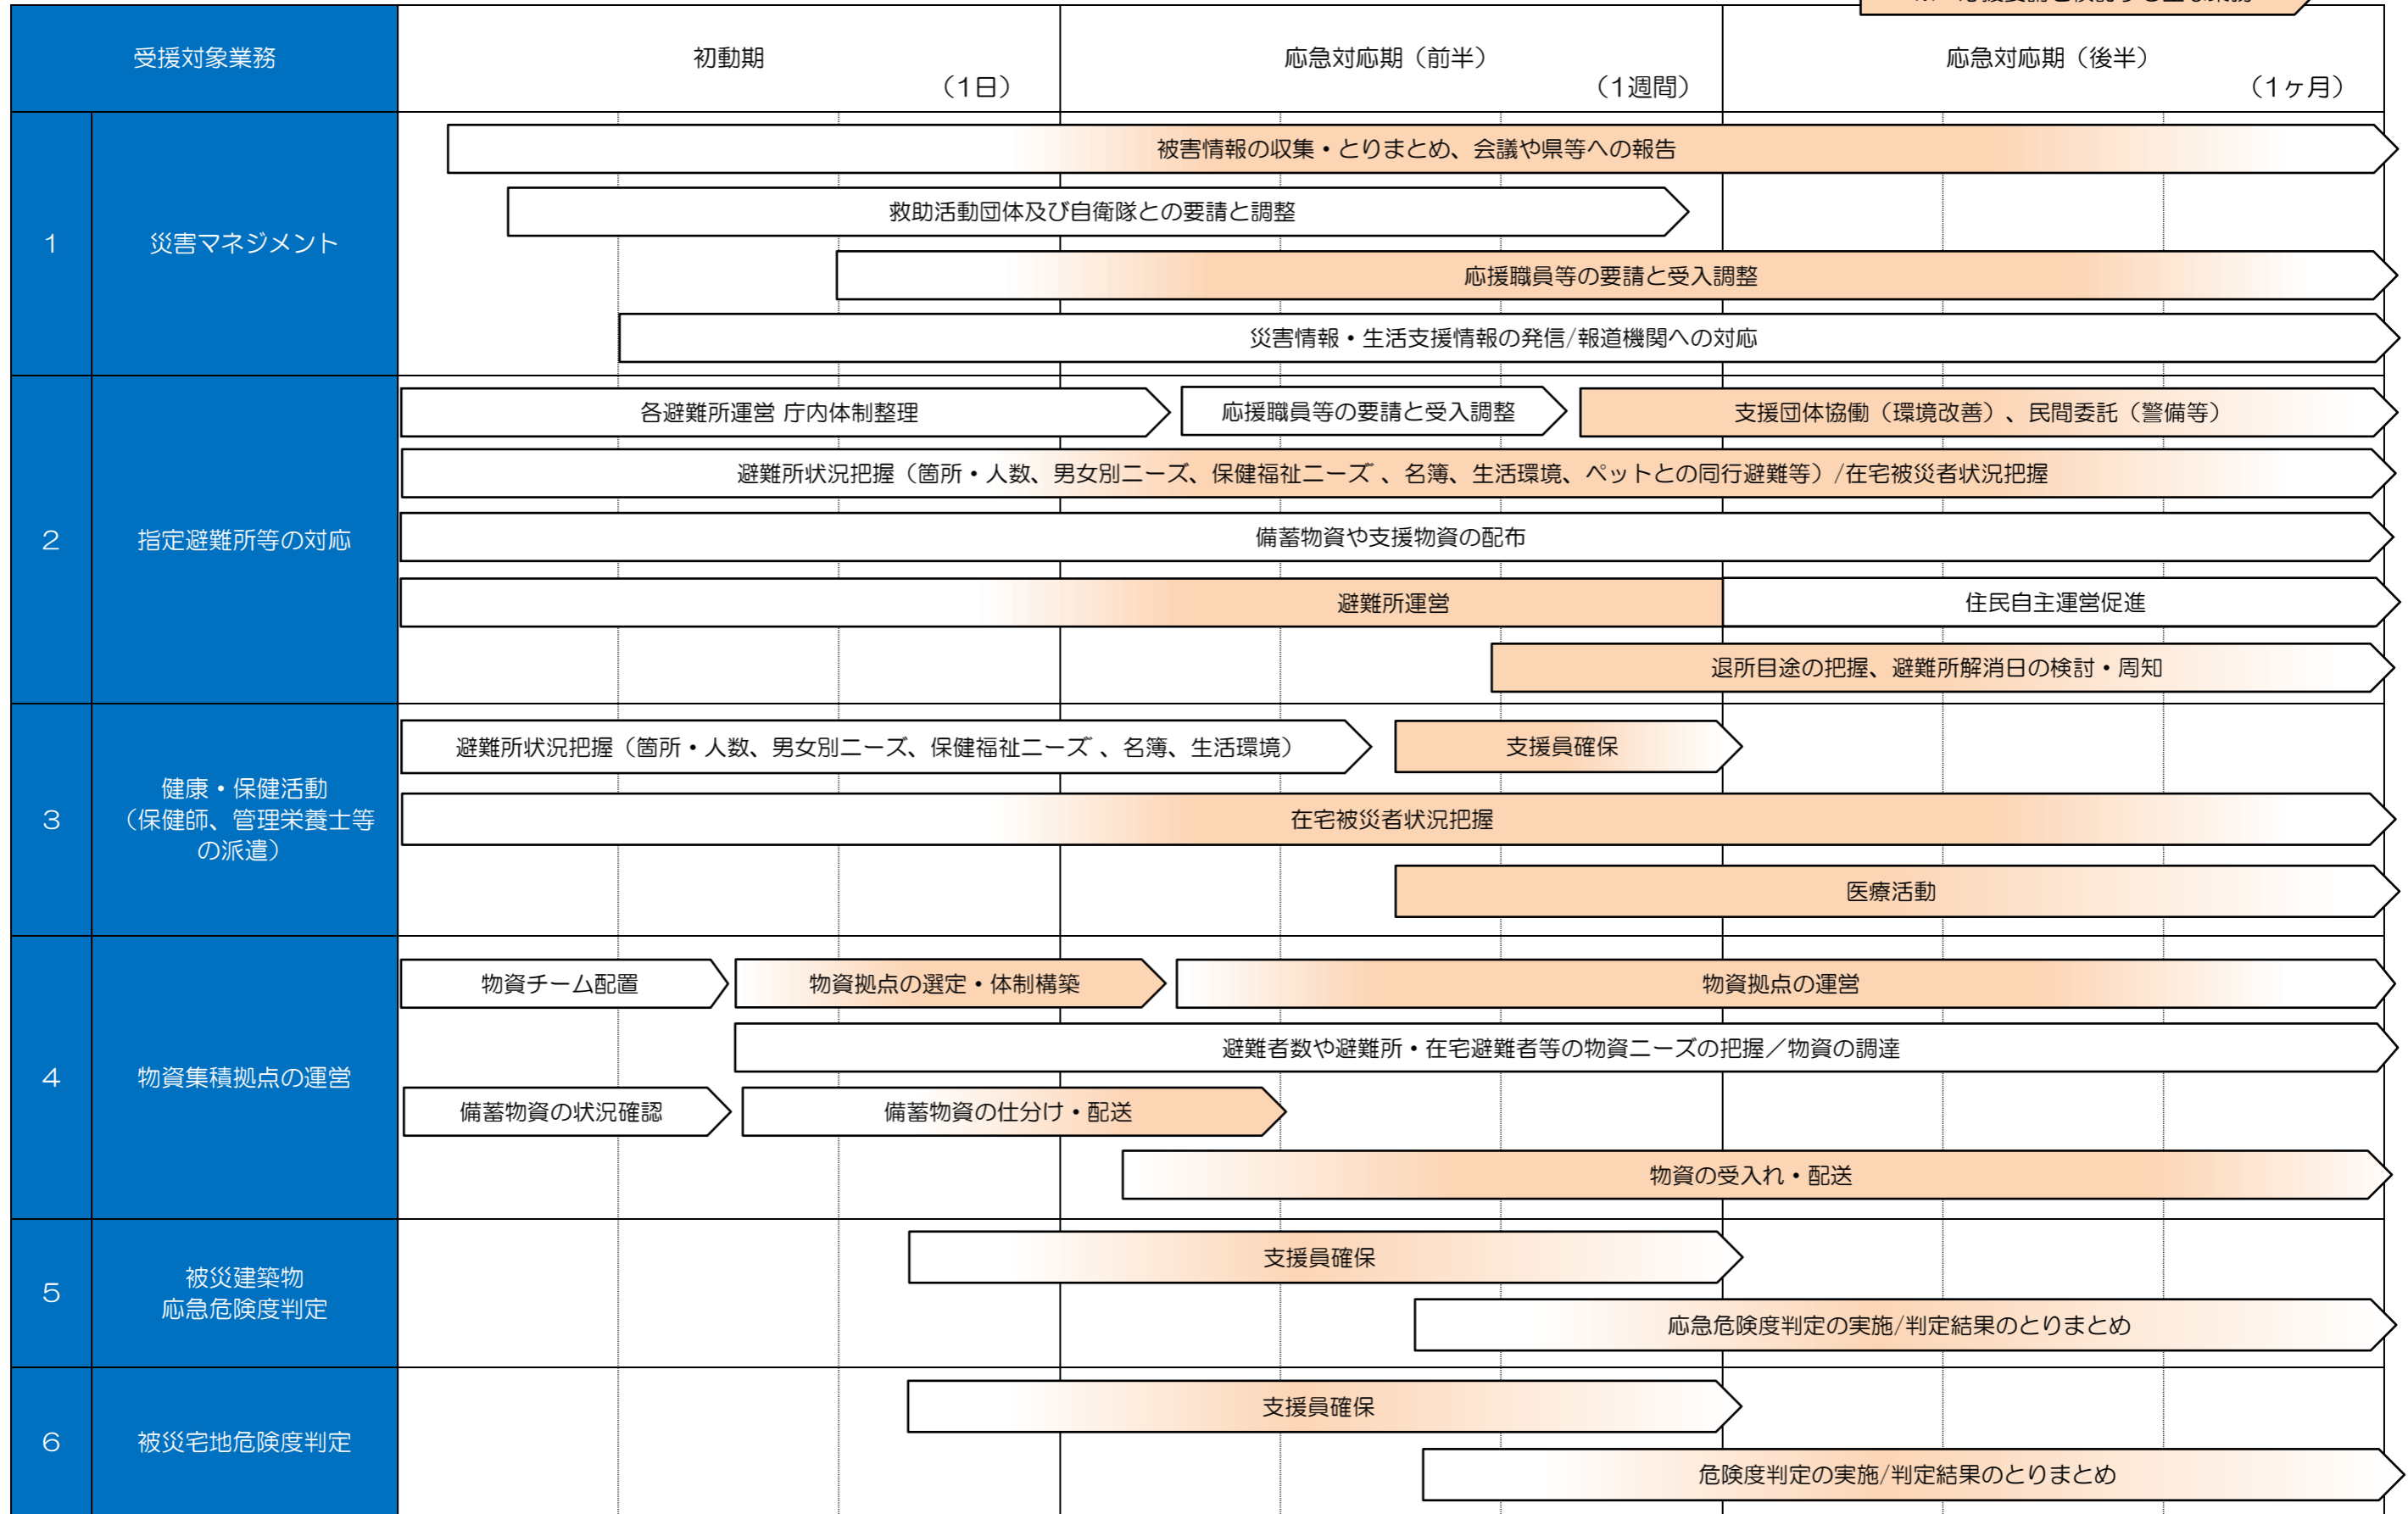 受援対象業務
初動期
（1日）
応急対応期（前半）
（1週間）
応急対応期（後半）
（1ヶ月）
1
災害マネジメント
被害情報の収集・とりまとめ、会議や県等への報告
救助活動団体及び自衛隊との要請と調整
応援職員等の要請と受入調整
災害情報・生活支援情報の発信/報道機関への対応
2
指定避難所等の対応
各避難所運営 庁内体制整理
応援職員等の要請と受入調整
支援団体協働（環境改善）、民間委託（警備等）
避難所状況把握（箇所・人数、男女別ニーズ、保健福祉ニーズ、名簿、生活環境、ペットとの同行避難等）/在宅被災者状況把握
備蓄物資や支援物資の配布
避難所運営
住民自主運営促進
退所目途の把握、避難所解消日の検討・周知
3
健康・保健活動
（保健師、管理栄養士等
の派遣）
避難所状況把握（箇所・人数、男女別ニーズ、保健福祉ニーズ、名簿、生活環境）
支援員確保
在宅被災者状況把握
医療活動
4
物資集積拠点の運営
物資チーム配置
物資拠点の選定・体制構築
物資拠点の運営
避難者数や避難所・在宅避難者等の物資ニーズの把握／物資の調達
備蓄物資の状況確認
備蓄物資の仕分け・配送
物資の受入れ・配送
5
被災建築物
応急危険度判定
支援員確保
応急危険度判定の実施/判定結果のとりまとめ
6
被災宅地危険度判定
支援員確保
危険度判定の実施/判定結果のとりまとめ